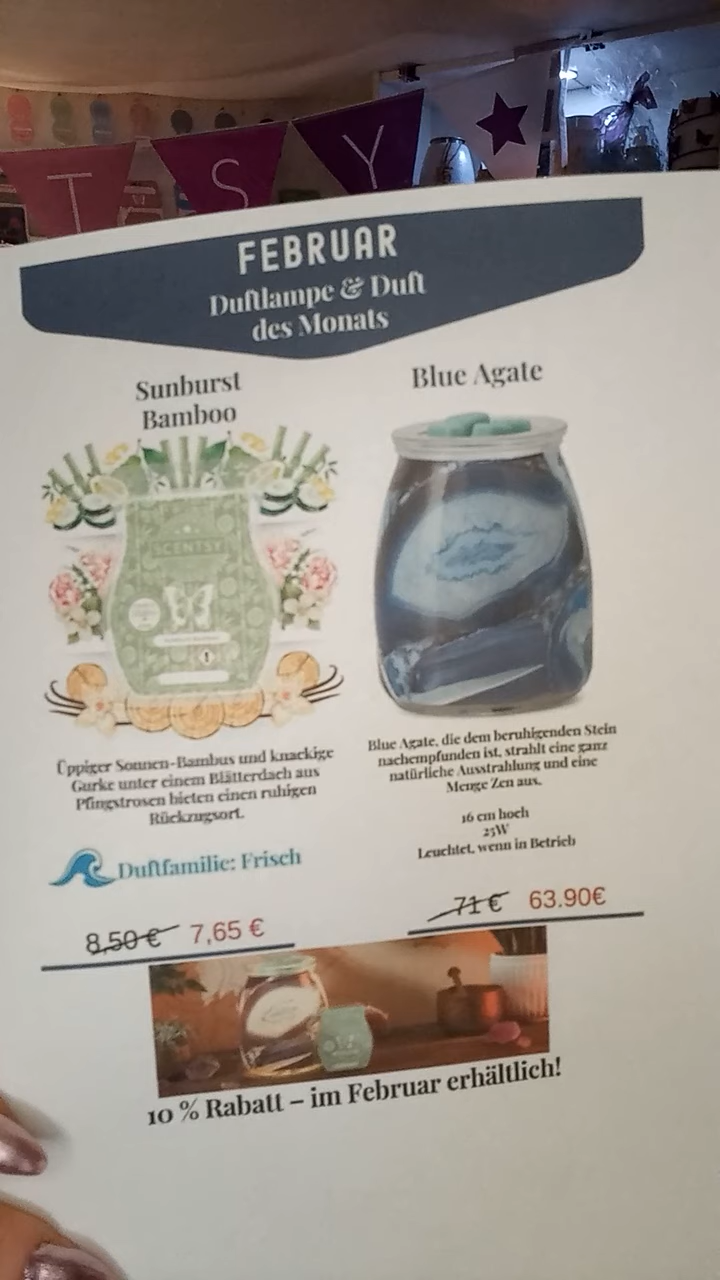 T S Y
FEBRUAR
Duftlampe & Duft
des Monats
Sunburst
Bamboo
SCENTSY
Üppiger Sonnen-Bambus und knackige
Gurke unter einem Blätterdach aus
Pfingstrosen bieten einen ruhigen
Rückzugsort.
Duftfamilie: Frisch
8,50 € 7,65 €
Blue Agate
Blue Agate, die dem beruhigenden Stein
nachempfunden ist, strahlt eine ganz
natürliche Ausstrahlung und eine
Menge Zen aus.
16 cm hoch
25W
Leuchtet, wenn in Betrieb
71 € 63.90€
10 % Rabatt – im Februar erhältlich!